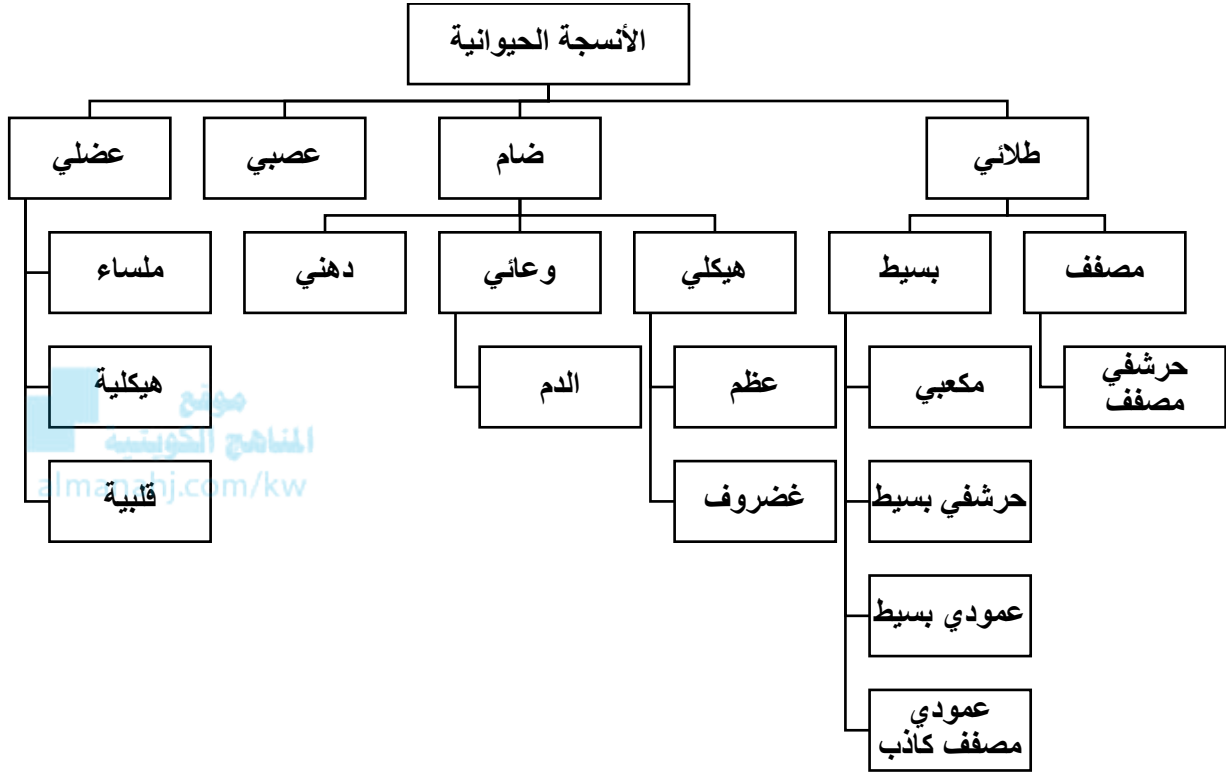 الأنسجة الحيوانية
طلائي
ضام
عصبي
عضلي
مصفف
بسيط
هيكلي
وعائي
دهني
ملساء
حرشفي
مصفف
مكعبي
عظم
الدم
هيكلية
موقع
المناهج الكويتية
almanahj.com/kw
حرشفي بسيط
غضروف
قلبية
عمودي بسيط
عمودي
مصفف كاذب